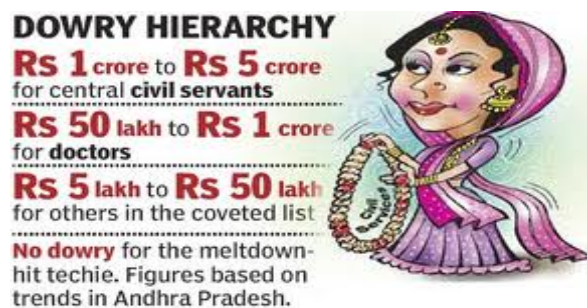 DOWRY HIERARCHY
Rs 1 crore to Rs 5 crore
for central civil servants
Rs 50 lakh to Rs 1 crore
for doctors
Rs 5 lakh to Rs 50 lakh
for others in the coveted list
No dowry for the meltdown-
hit techie. Figures based on
trends in Andhra Pradesh.
Civil
Services